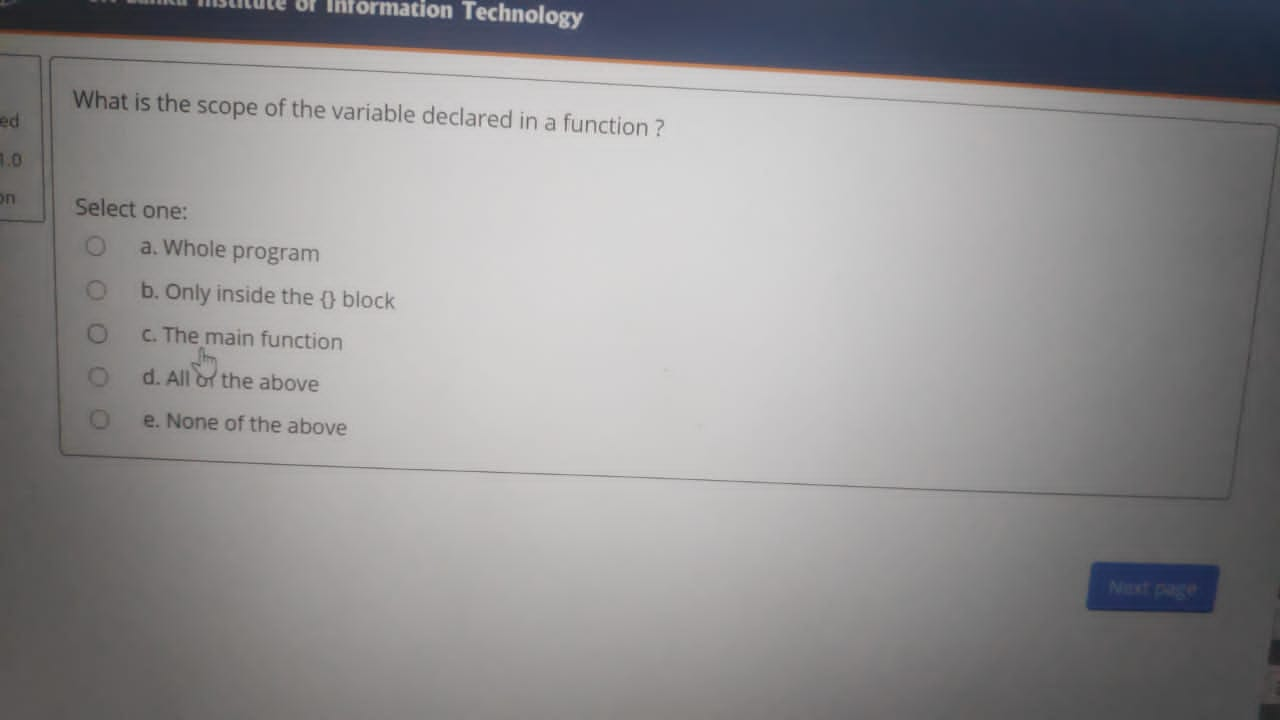 of Information Technology
What is the scope of the variable declared in a function ?
ed
1.0
on
Select one:
a. Whole program
b. Only inside the {} block
c. The main function
d. All of the above
e. None of the above
Next page